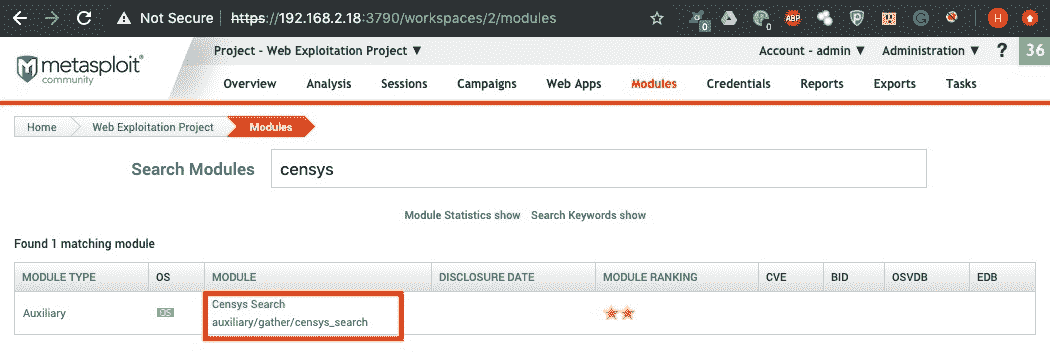 Not Secure https://192.168.2.18:3790/workspaces/2/modules
0 0 ABP H
metasploit®
community
Project - Web Exploitation Project ▼ Account - admin ▼ Administration ▼ ? 36
Overview Analysis Sessions Campaigns Web Apps Modules Credentials Reports Exports Tasks
Home Web Exploitation Project Modules
Search Modules censys
Module Statistics show Search Keywords show
Found 1 matching module
MODULE TYPE OS MODULE DISCLOSURE DATE MODULE RANKING CVE BID OSVDB EDB
Auxiliary OS Censys Search
auxiliary/gather/censys_search